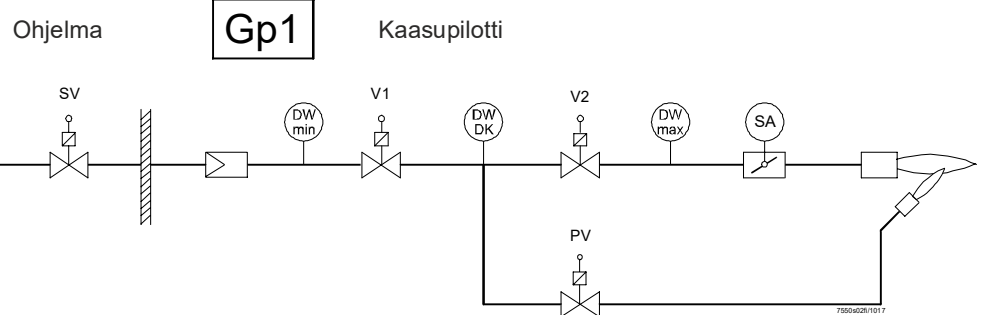 Ohjelma Gp1 Kaasupilotti
SV V1 V2
DW min DW DK DW max SA
PV
7550s02fi/1017